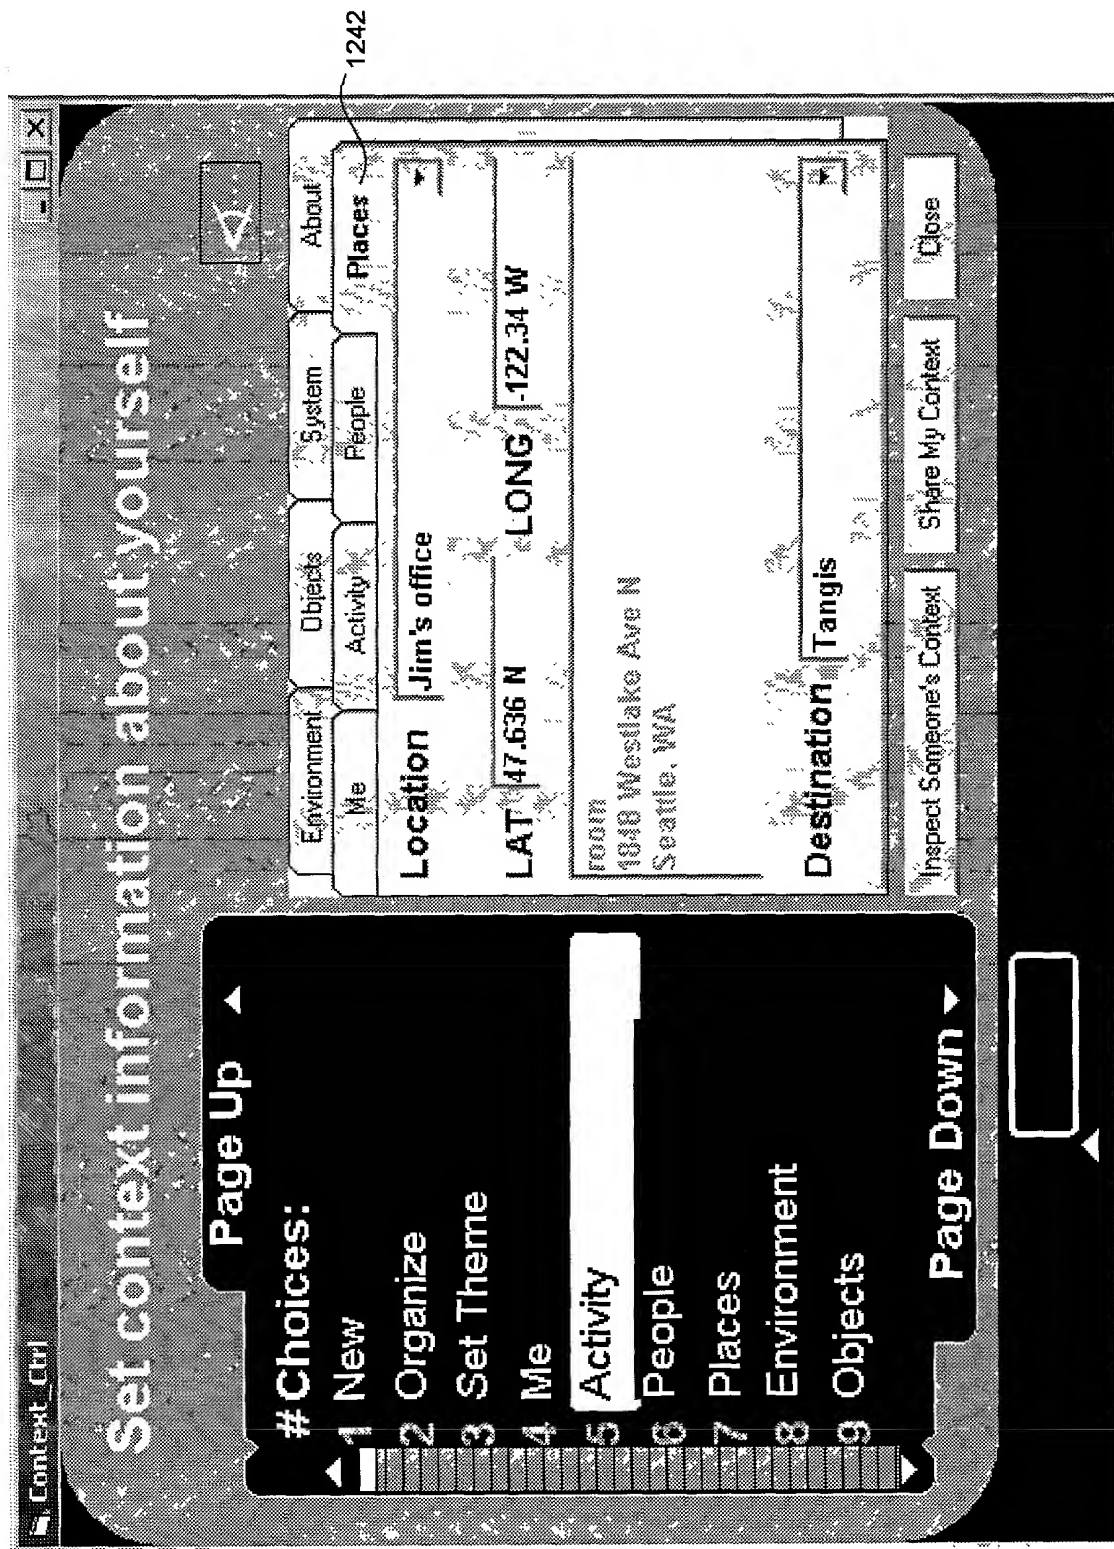 Context_Ctrl
Set context information about yourself
Page Up
# Choices:
1 New
2 Organize
3 Set Theme
4 Me
5 Activity
6 People
7 Places
8 Environment
9 Objects
Page Down
Environment Objects System About
Me Activity People Places
1242
Location Jim's office
LAT 47.636 N LONG -122.34 W
room
1848 Westlake Ave N
Seattle, WA
Destination Tangis
Inspect Someone's Context Share My Context Close